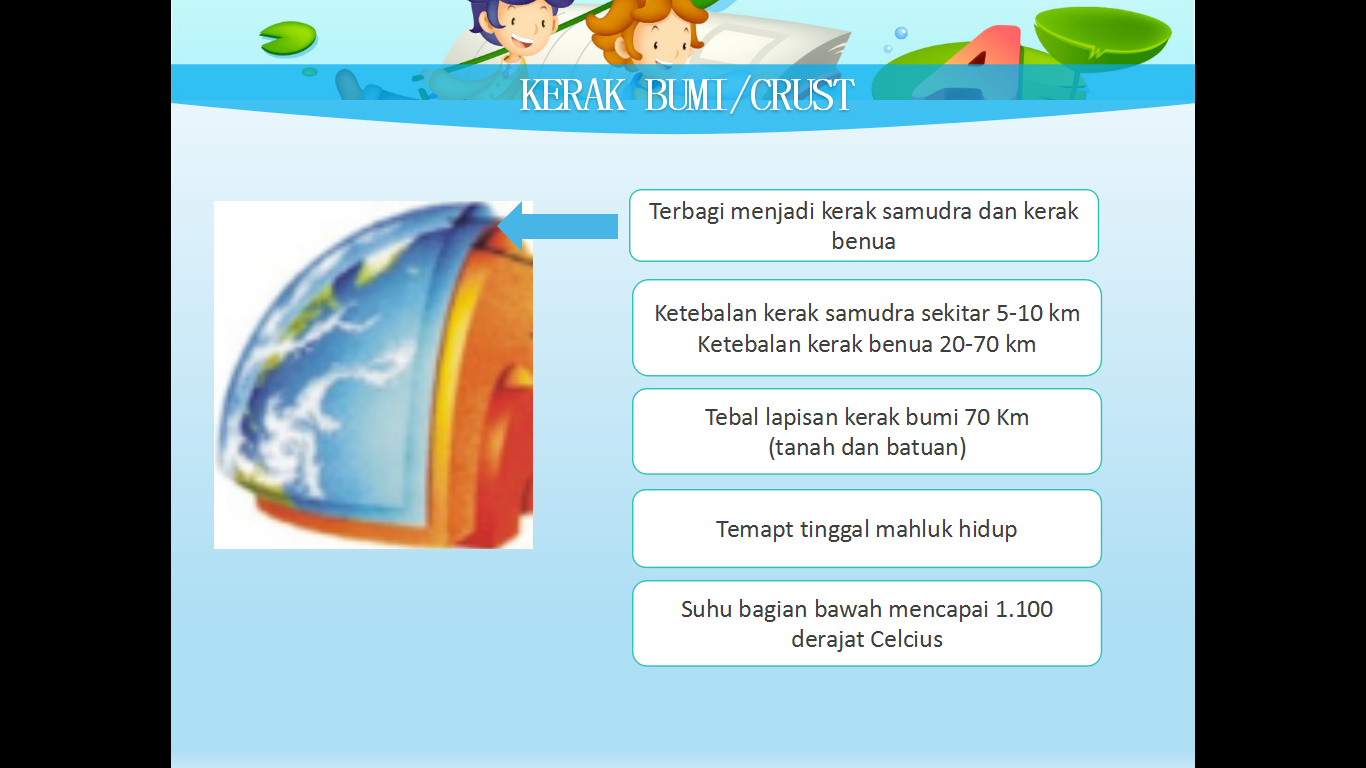 KERAK BUMI/CRUST
Terbagi menjadi kerak samudra dan kerak
benua
Ketebalan kerak samudra sekitar 5-10 km
Ketebalan kerak benua 20-70 km
Tebal lapisan kerak bumi 70 Km
(tanah dan batuan)
Temapt tinggal mahluk hidup
Suhu bagian bawah mencapai 1.100
derajat Celcius